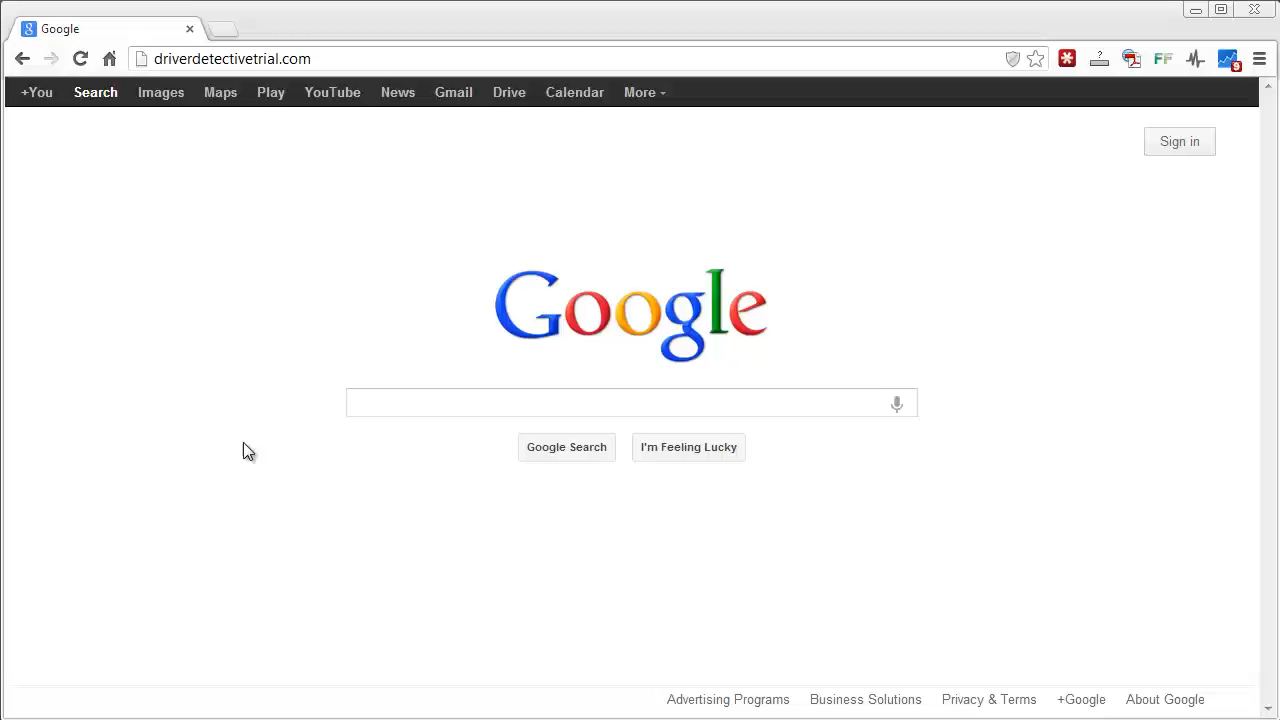 Google
driverdetectivetrial.com
+You Search Images Maps Play YouTube News Gmail Drive Calendar More
Sign in
Google
Google Search I'm Feeling Lucky
Advertising Programs Business Solutions Privacy & Terms +Google About Google